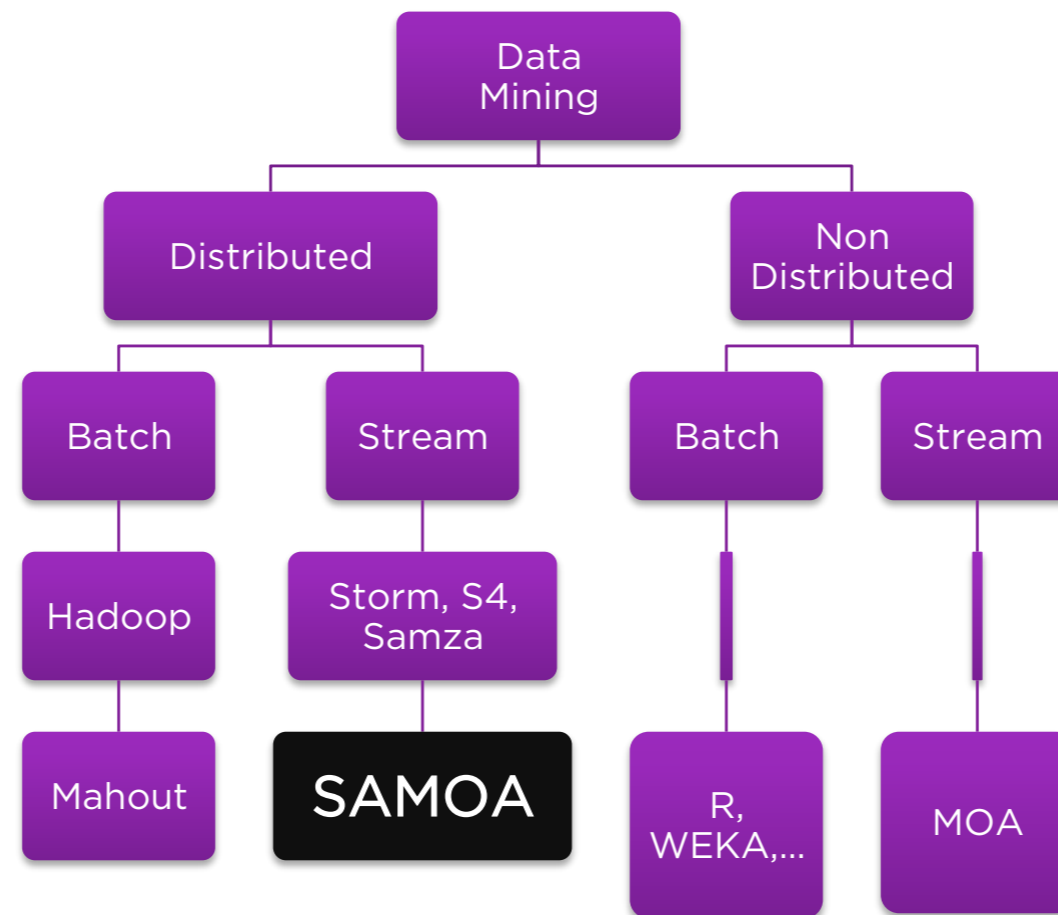 Data
Mining
Distributed
Non
Distributed
Batch
Stream
Batch
Stream
Hadoop
Storm, S4,
Samza
Mahout
SAMOA
R,
WEKA,...
MOA